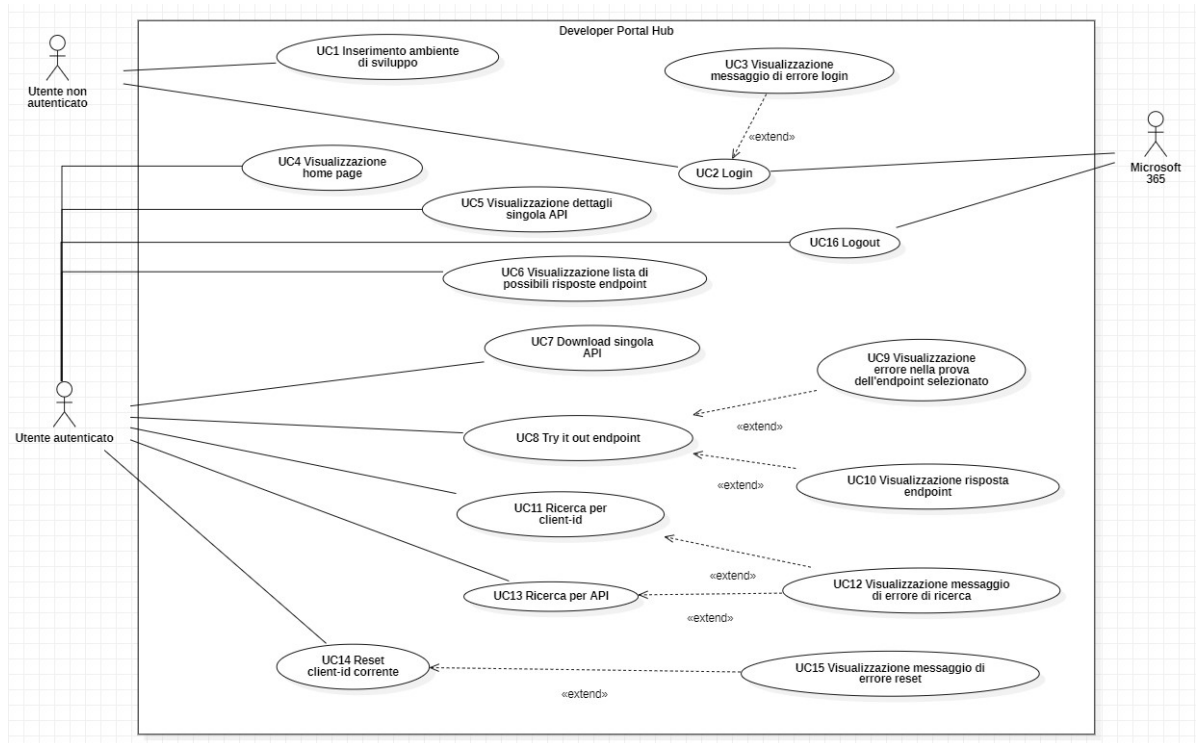 Developer Portal Hub
Utente non
autenticato
UC1 Inserimento ambiente
di sviluppo
UC3 Visualizzazione
messaggio di errore login
«extend»
UC2 Login
Microsoft
365
UC4 Visualizzazione
home page
UC5 Visualizzazione dettagli
singola API
UC16 Logout
UC6 Visualizzazione lista di
possibili risposte endpoint
UC7 Download singola
API
UC9 Visualizzazione
errore nella prova
dell'endpoint selezionato
Utente autenticato
«extend»
UC8 Try it out endpoint
«extend»
UC10 Visualizzazione risposta
endpoint
UC11 Ricerca per
client-id
«extend»
UC12 Visualizzazione messaggio
di errore di ricerca
UC13 Ricerca per API
«extend»
UC14 Reset
client-id corrente
UC15 Visualizzazione messaggio di
errore reset
«extend»